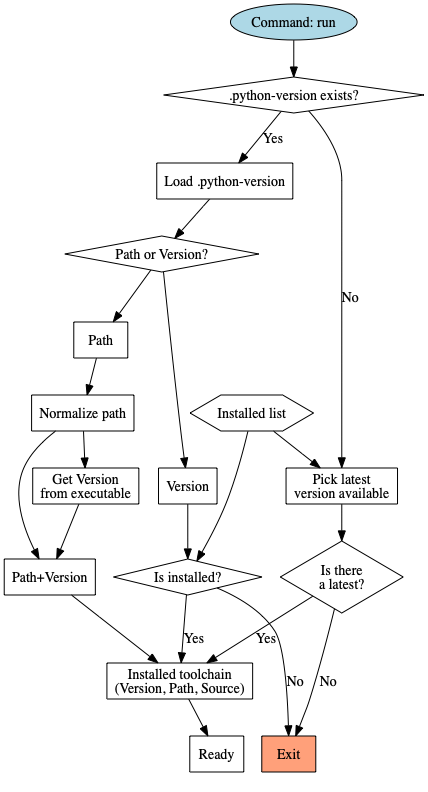 Command: run
.python-version exists?
Yes
Load .python-version
Path or Version?
No
Path
Normalize path
Installed list
Get Version
from executable
Version
Pick latest
version available
Path+Version
Is installed?
Is there
a latest?
Yes
Yes
Installed toolchain
(Version, Path, Source)
No
No
Ready
Exit